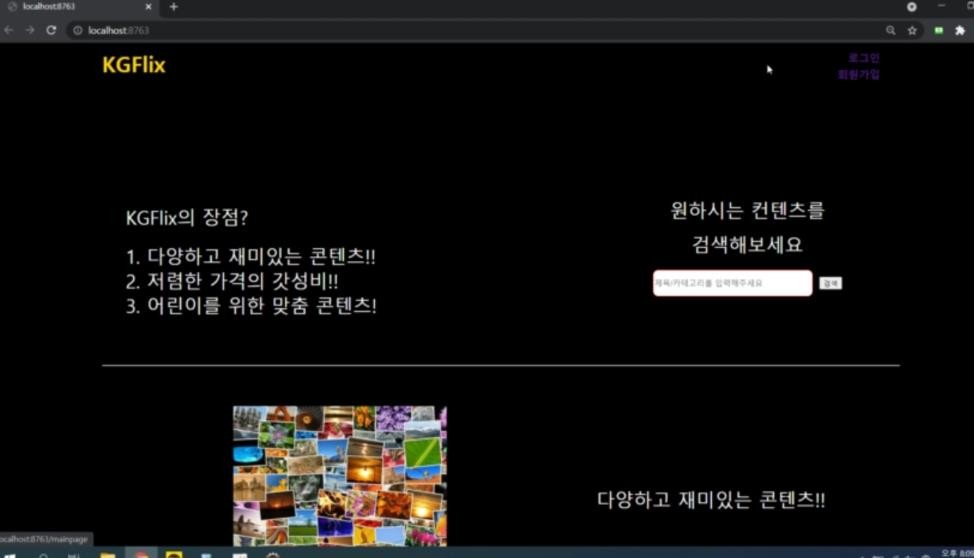 localhost:8763
localhost:8763
KGFlix
로그인
회원가입
KGFlix의 장점?
1. 다양하고 재미있는 콘텐츠!!
2. 저렴한 가격의 갓성비!!
3. 어린이를 위한 맞춤 콘텐츠!
원하시는 컨텐츠를
검색해보세요
제목/카테고리를 입력해주세요
검색
다양하고 재미있는 콘텐츠!!
localhost:8763/mainpage